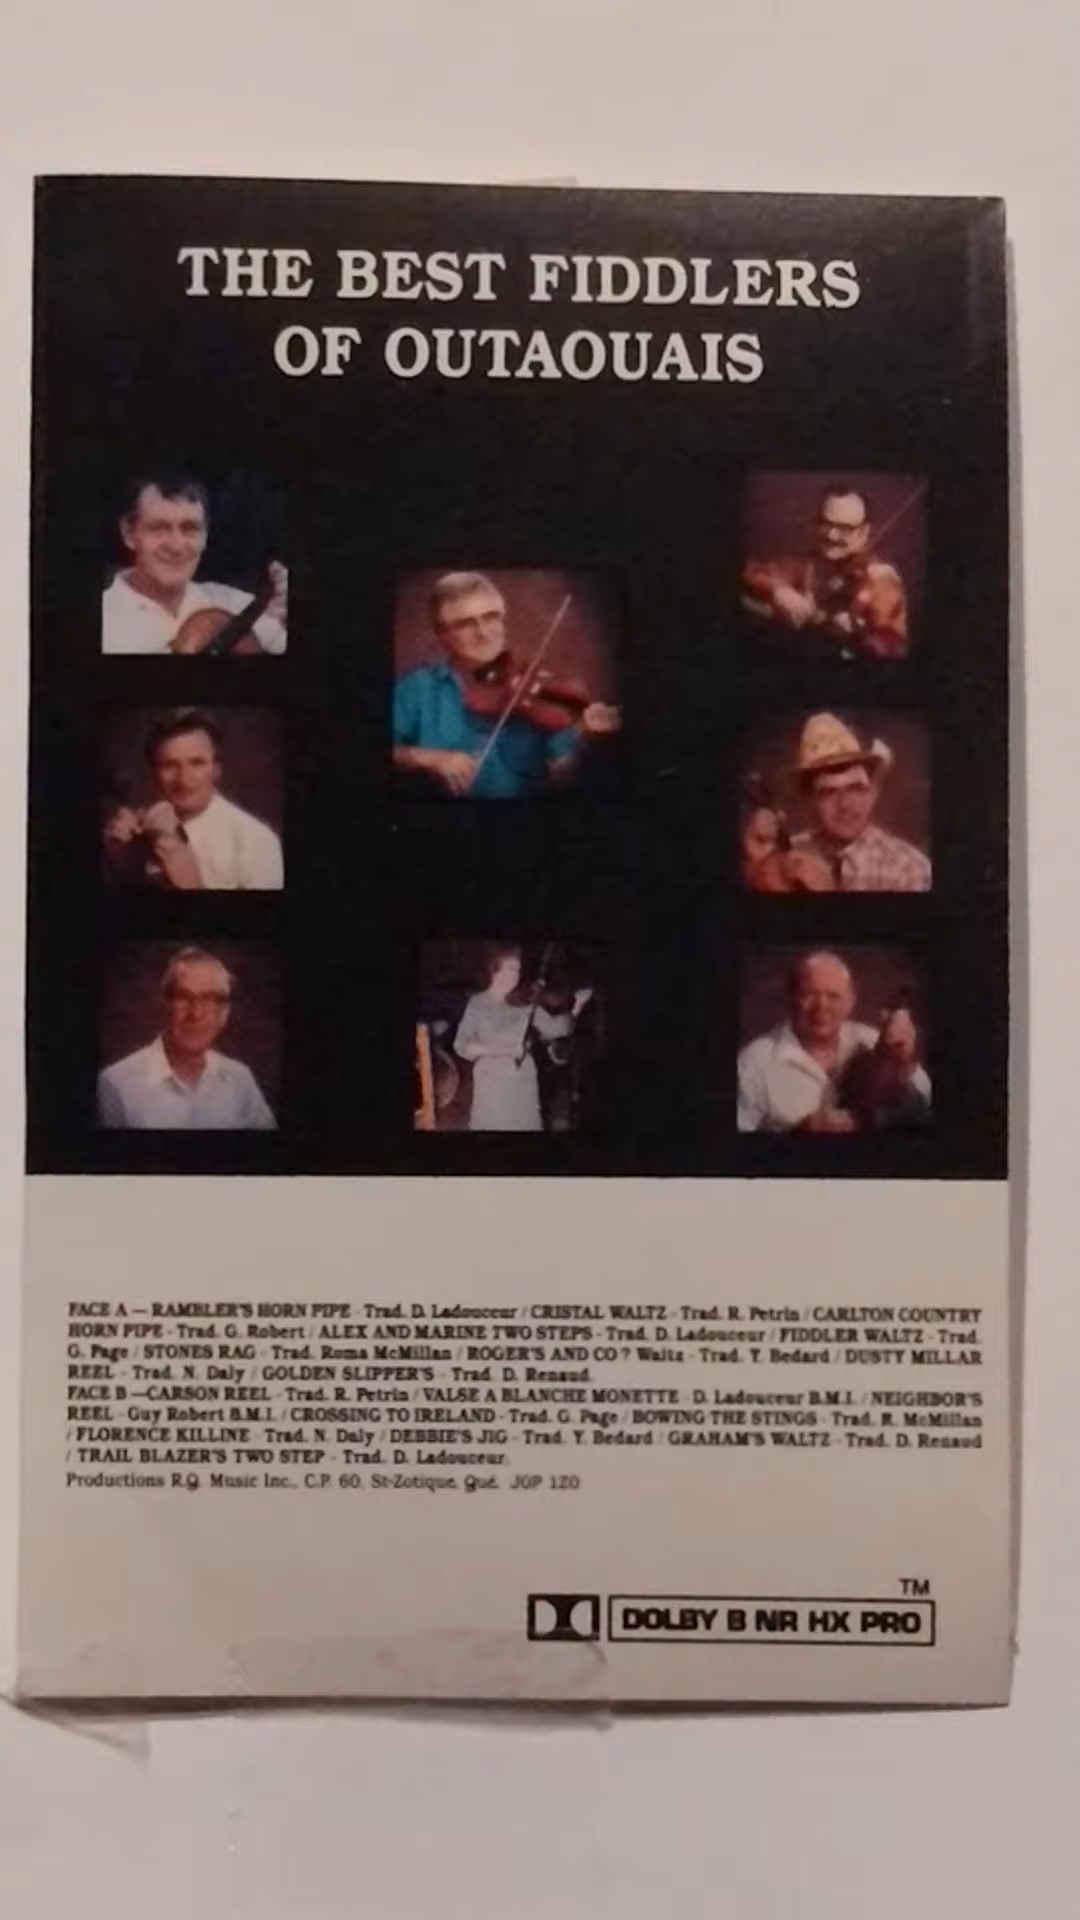 THE BEST FIDDLERS
OF OUTAOUAIS
FACE A — RAMBLER'S HORN PIPE - Trad. D. Ladouceur / CRISTAL WALTZ - Trad. R. Petrin / CARLTON COUNTRY
HORN PIPE - Trad. G. Robert / ALEX AND MARINE TWO STEPS - Trad. D. Ladouceur / FIDDLER WALTZ - Trad.
G. Page / STONES RAG - Trad. Roma McMillan / ROGER'S AND CO? Waltz - Trad. Y. Bedard / DUSTY MILLAR
REEL - Trad. N. Daly / GOLDEN SLIPPER'S - Trad. D. Renaud.
FACE B —CARSON REEL - Trad. R. Petrin / VALSE A BLANCHE MONETTE - D. Ladouceur B.M.I. / NEIGHBOR'S
REEL - Guy Robert B.M.I. / CROSSING TO IRELAND - Trad. G. Page / BOWING THE STINGS - Trad. R. McMillan
/ FLORENCE KILLINE - Trad. N. Daly / DEBBIE'S JIG - Trad. Y. Bedard / GRAHAM'S WALTZ - Trad. D. Renaud
/ TRAIL BLAZER'S TWO STEP - Trad. D. Ladouceur.
Productions R.Q. Music Inc., C.P. 60, St-Zotique, Qué. J0P 1Z0
TM
DOLBY B NR HX PRO